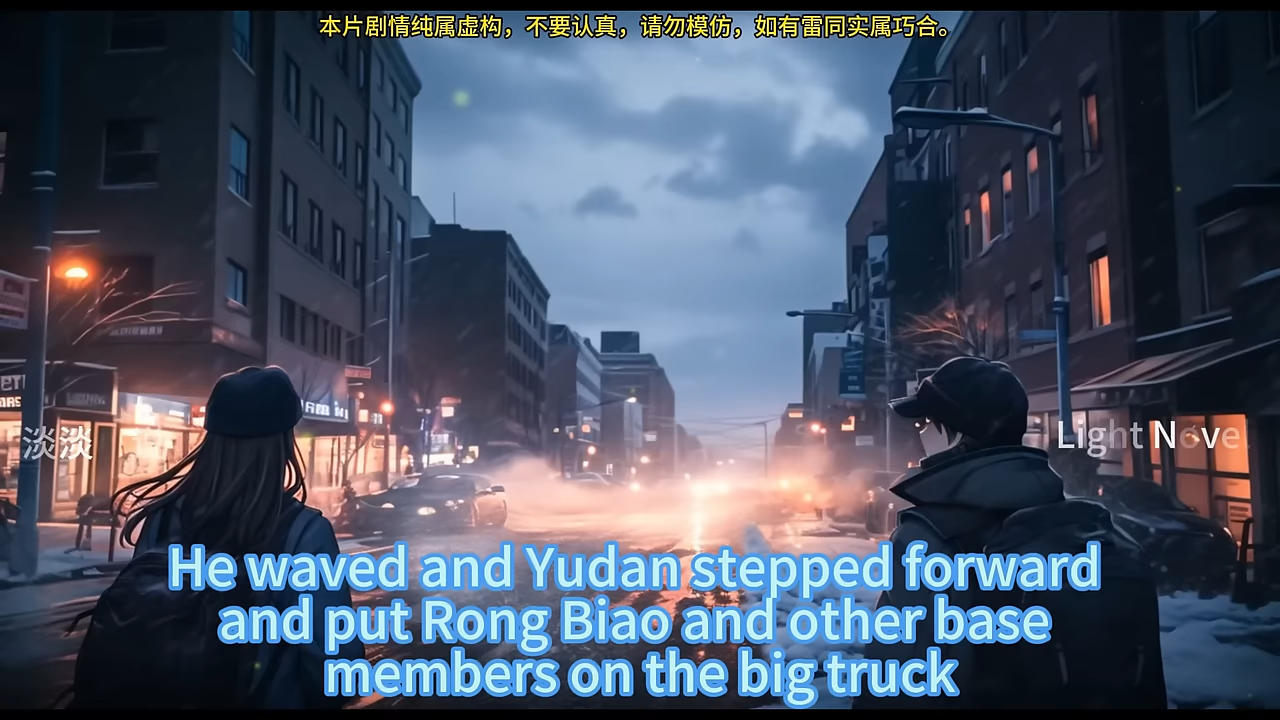 本片剧情纯属虚构，不要认真，请勿模仿，如有雷同实属巧合。
淡淡
Light Novel
He waved and Yudan stepped forward
and put Rong Biao and other base
members on the big truck